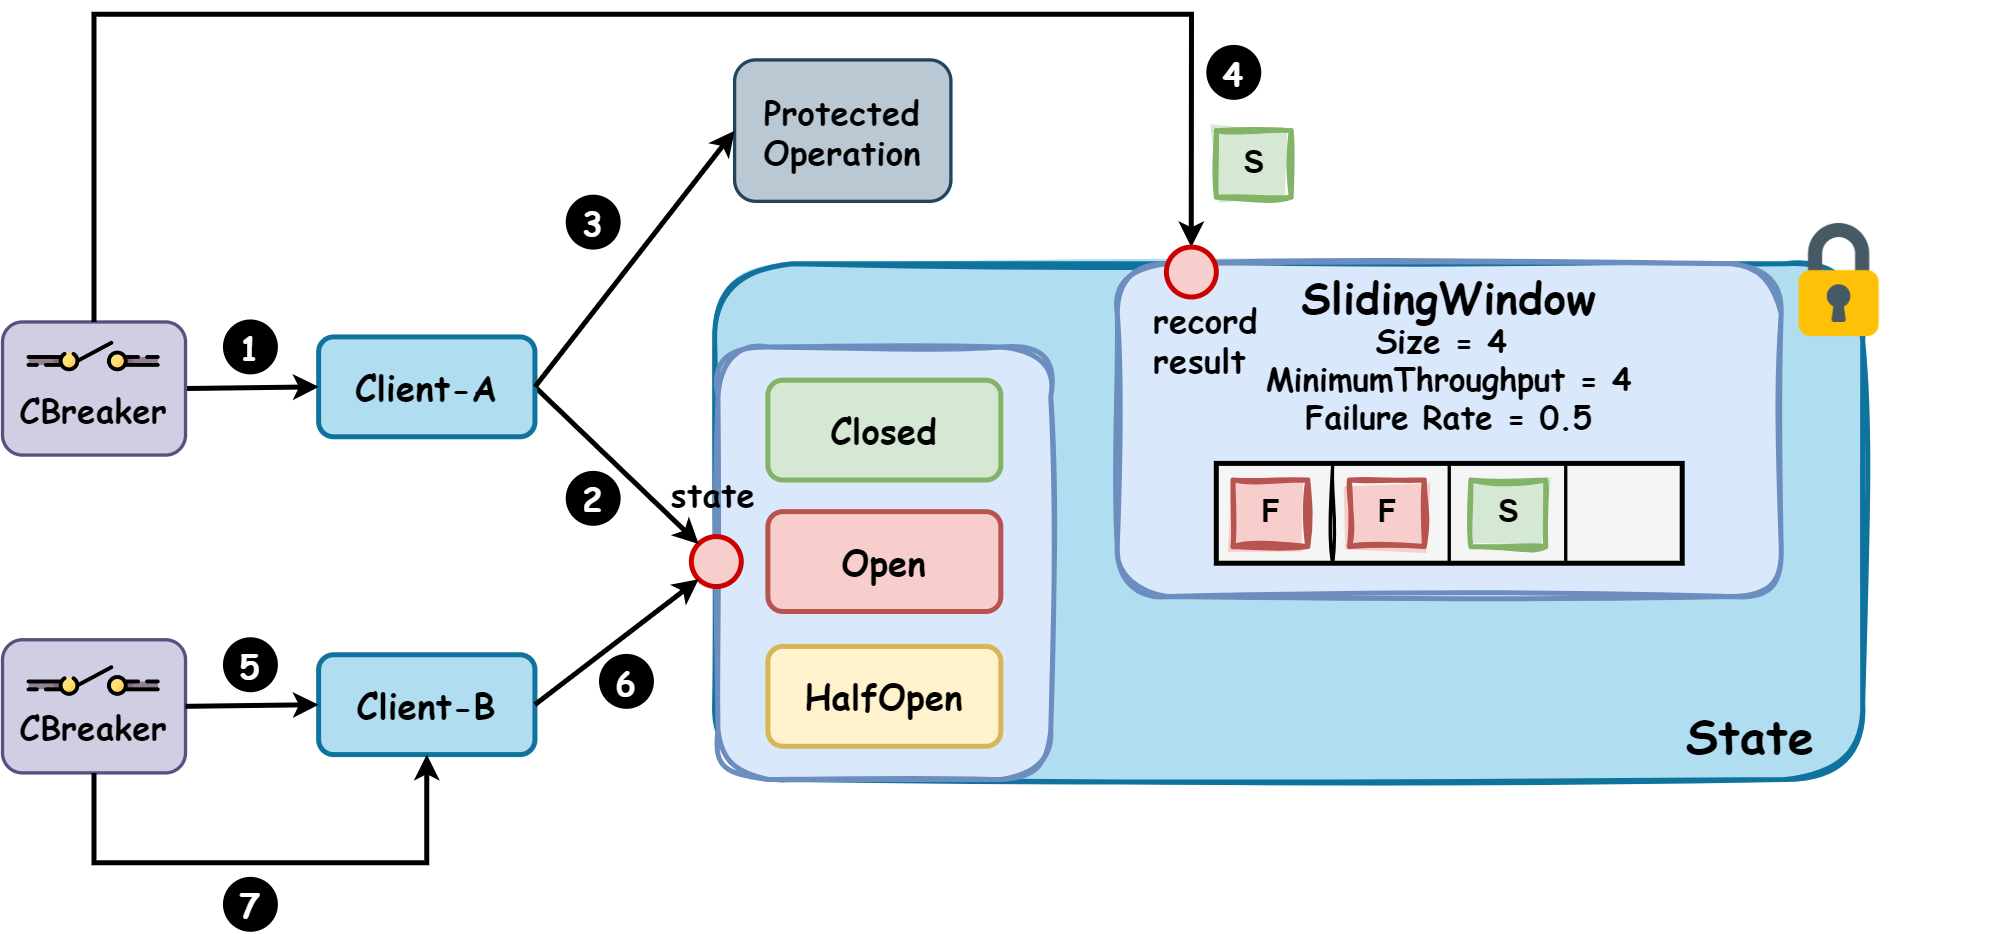 4
Protected
Operation
S
3
SlidingWindow
record
result
Size = 4
MinimumThroughput = 4
Failure Rate = 0.5
1
CBreaker
Client-A
Closed
2
state
F
F
S
Open
5
6
CBreaker
Client-B
HalfOpen
State
7